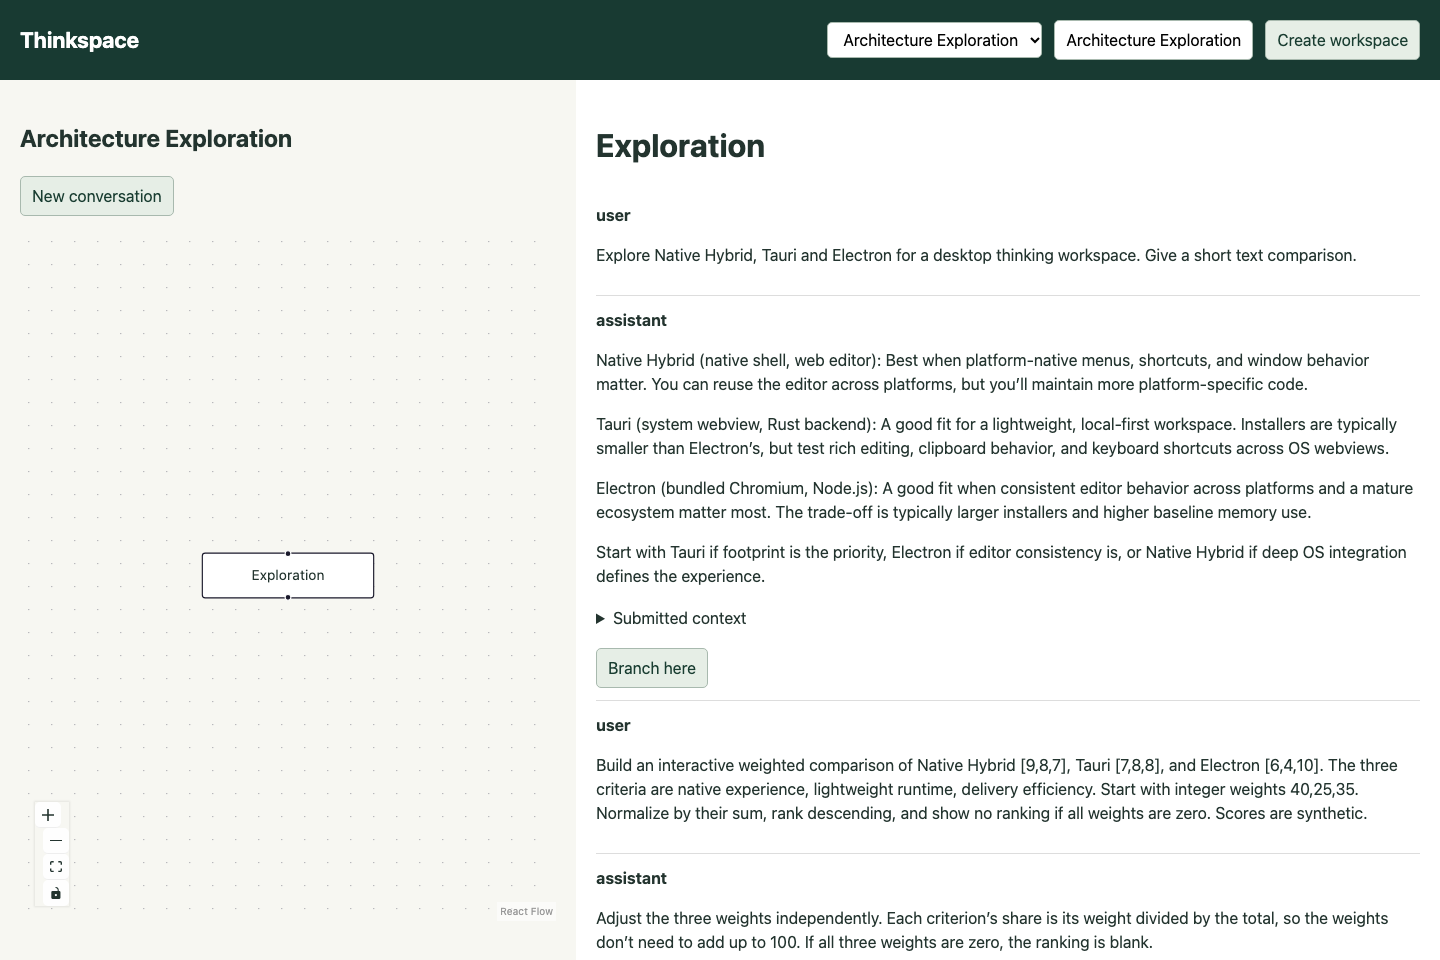 Thinkspace
Architecture Exploration
Architecture Exploration
Create workspace
Architecture Exploration
New conversation
Exploration
React Flow
Exploration
user
Explore Native Hybrid, Tauri and Electron for a desktop thinking workspace. Give a short text comparison.
assistant
Native Hybrid (native shell, web editor): Best when platform-native menus, shortcuts, and window behavior
matter. You can reuse the editor across platforms, but you’ll maintain more platform-specific code.
Tauri (system webview, Rust backend): A good fit for a lightweight, local-first workspace. Installers are typically
smaller than Electron’s, but test rich editing, clipboard behavior, and keyboard shortcuts across OS webviews.
Electron (bundled Chromium, Node.js): A good fit when consistent editor behavior across platforms and a mature
ecosystem matter most. The trade-off is typically larger installers and higher baseline memory use.
Start with Tauri if footprint is the priority, Electron if editor consistency is, or Native Hybrid if deep OS integration
defines the experience.
Submitted context
Branch here
user
Build an interactive weighted comparison of Native Hybrid [9,8,7], Tauri [7,8,8], and Electron [6,4,10]. The three
criteria are native experience, lightweight runtime, delivery efficiency. Start with integer weights 40,25,35.
Normalize by their sum, rank descending, and show no ranking if all weights are zero. Scores are synthetic.
assistant
Adjust the three weights independently. Each criterion’s share is its weight divided by the total, so the weights
don’t need to add up to 100. If all three weights are zero, the ranking is blank.